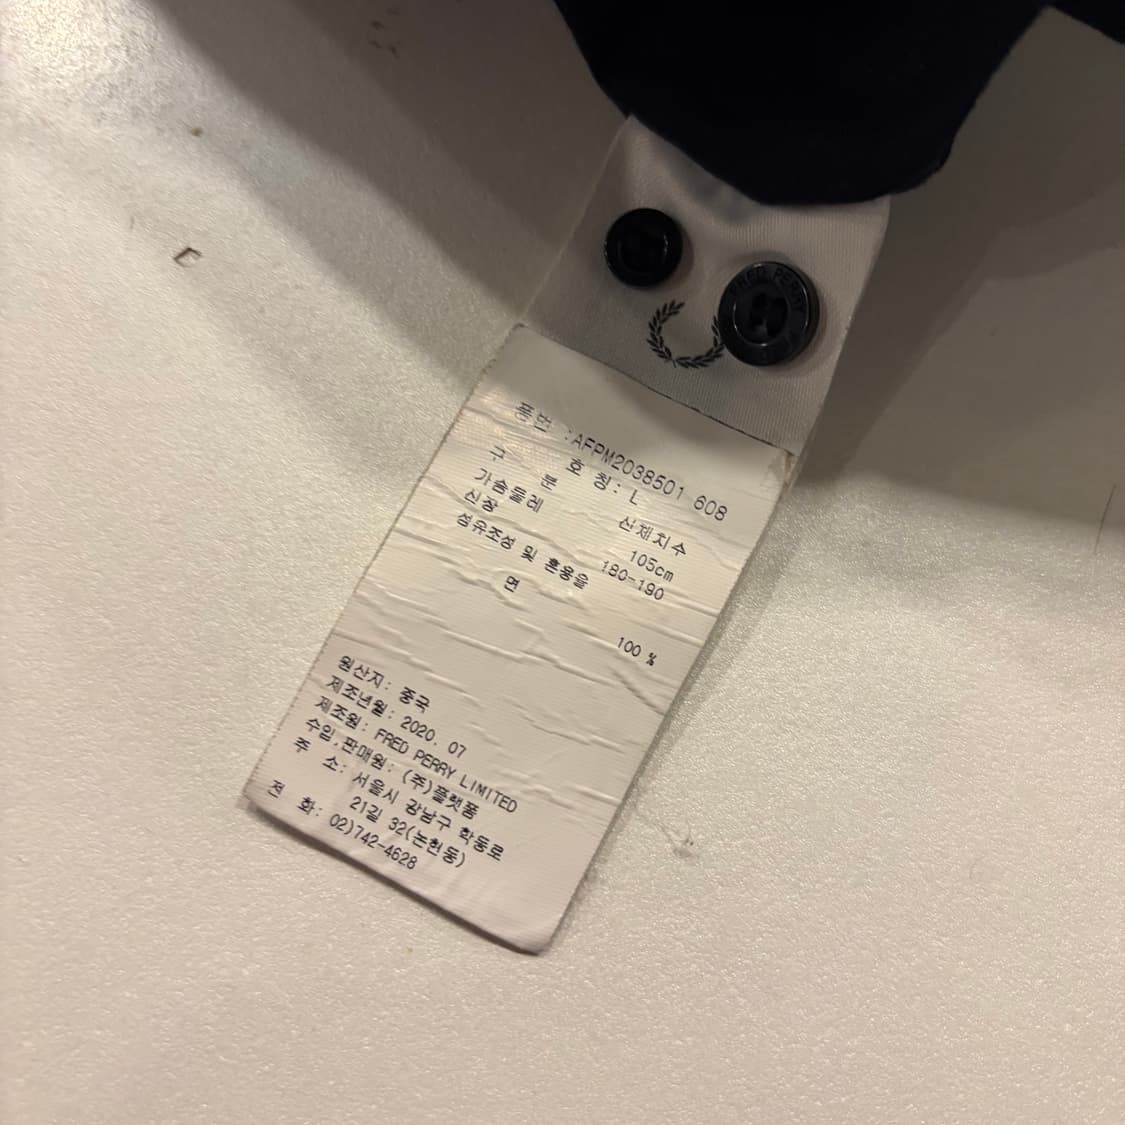 FRED PERRY
품번 :AFPM2038501 608
호칭: L
구 분 신체치수
가슴둘레 105cm
신장 180-190
섬유조성 및 혼용율
면 100 %
원산지: 중국
제조년월: 2020. 07
제조원: FRED PERRY LIMITED
수입,판매원: (주)플랫폼
주 소: 서울시 강남구 학동로
21길 32(논현동)
전 화: 02)742-4628